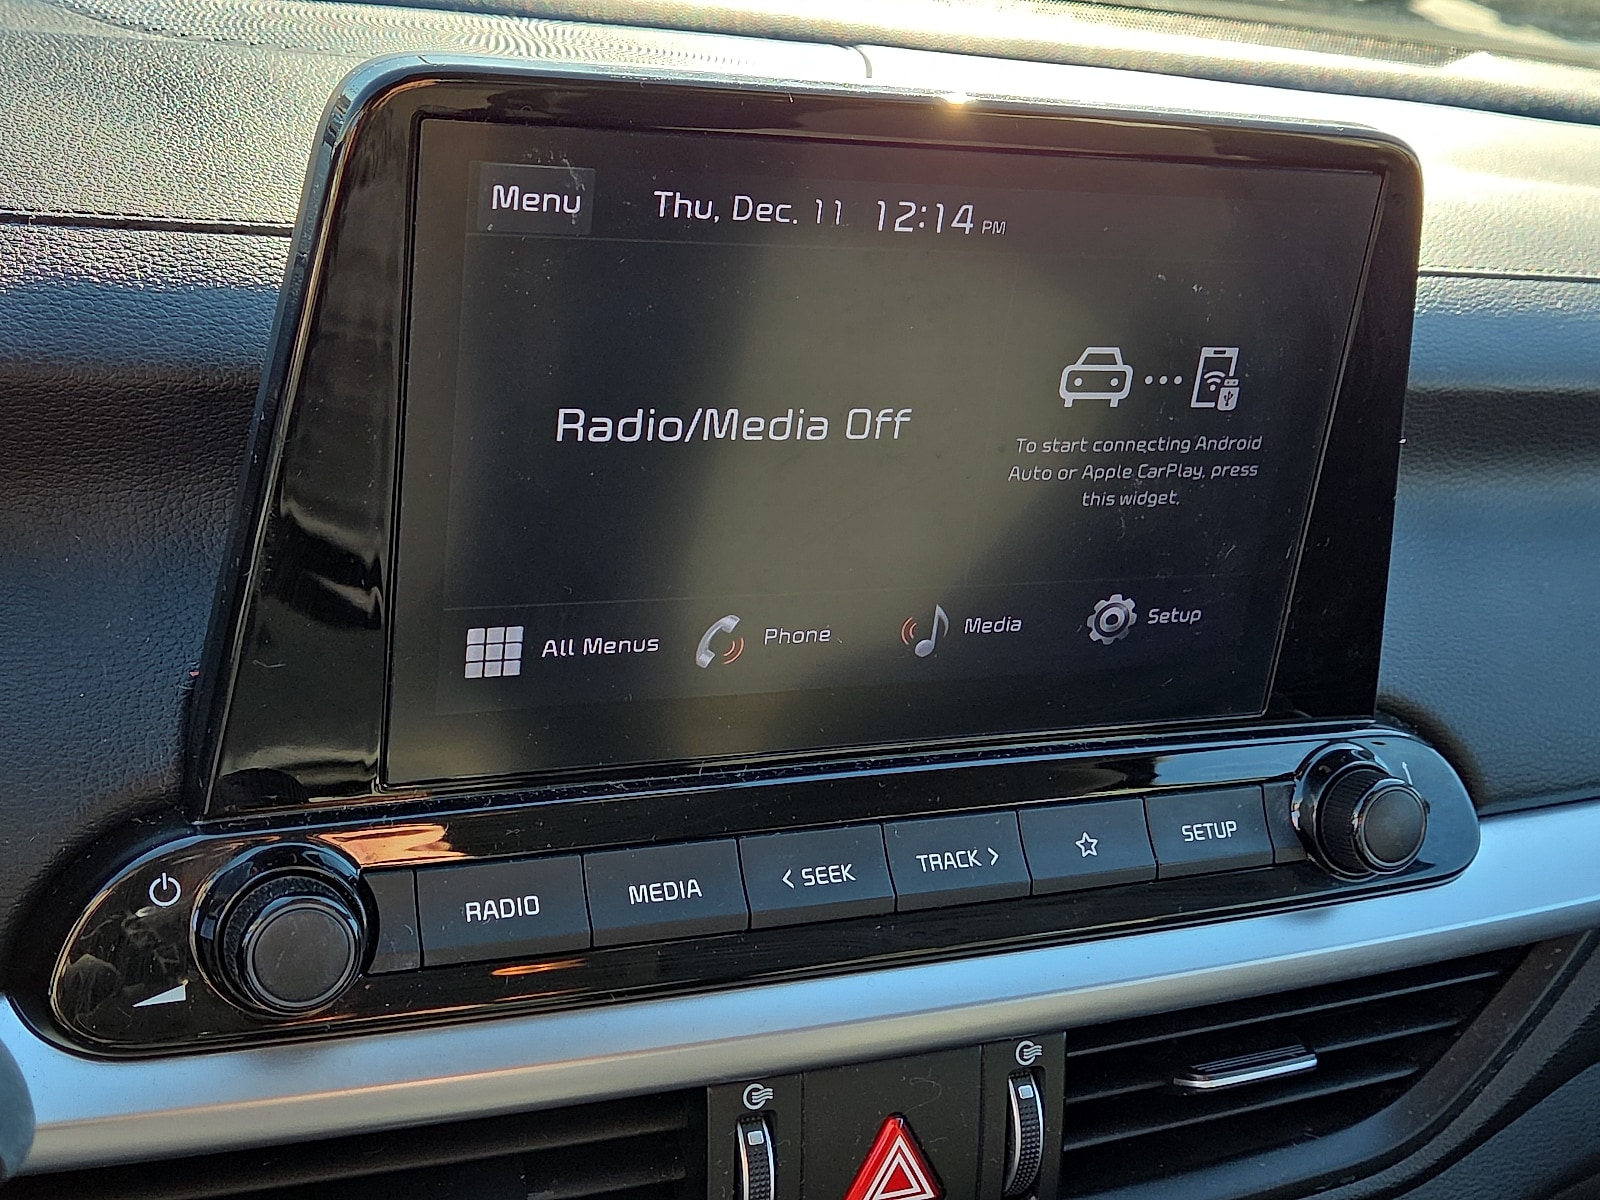 Menu
Thu, Dec. 11 12:14 PM
Radio/Media Off
To start connecting Android
Auto or Apple CarPlay, press
this widget.
All Menus
Phone
Media
Setup
RADIO
MEDIA
< SEEK
TRACK >
SETUP